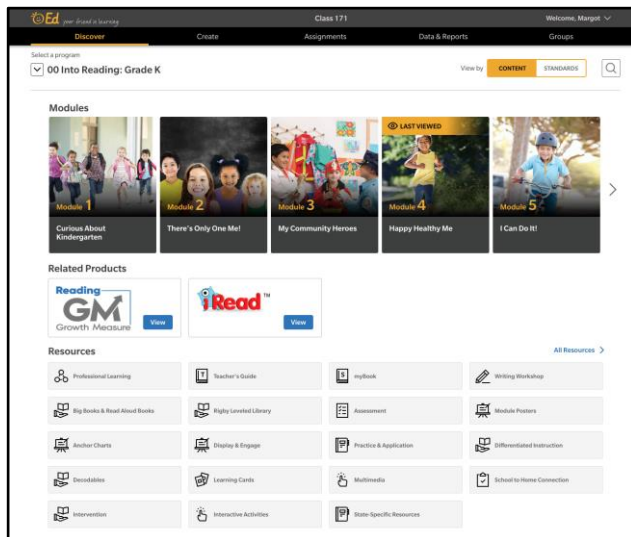 Ed your friend in learning
Class 171
Welcome, Margot
Discover Create Assignments Data & Reports Groups
Select a program
00 Into Reading: Grade K
View by CONTENT STANDARDS
Modules
LAST VIEWED
Module 1 Module 2 Module 3 Module 4 Module 5
Curious About Kindergarten
There's Only One Me!
My Community Heroes
Happy Healthy Me
I Can Do It!
Related Products
Reading
GM
Growth Measure
View
iRead™
View
Resources
All Resources
Professional Learning Teacher's Guide myBook Writing Workshop
Big Books & Read Aloud Books Rigby Leveled Library Assessment Module Posters
Anchor Charts Display & Engage Practice & Application Differentiated Instruction
Decodables Learning Cards Multimedia School to Home Connection
Intervention Interactive Activities State-Specific Resources